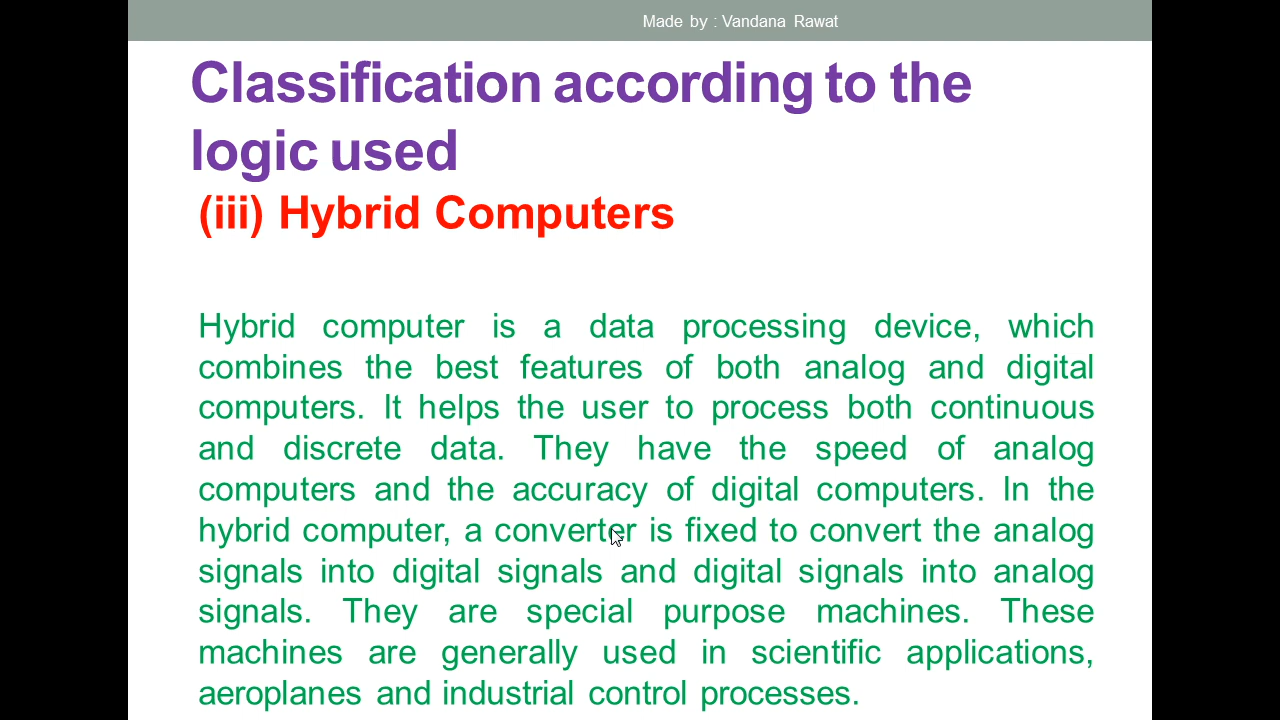 Made by : Vandana Rawat
Classification according to the
logic used
(iii) Hybrid Computers
Hybrid computer is a data processing device, which
combines the best features of both analog and digital
computers. It helps the user to process both continuous
and discrete data. They have the speed of analog
computers and the accuracy of digital computers. In the
hybrid computer, a converter is fixed to convert the analog
signals into digital signals and digital signals into analog
signals. They are special purpose machines. These
machines are generally used in scientific applications,
aeroplanes and industrial control processes.